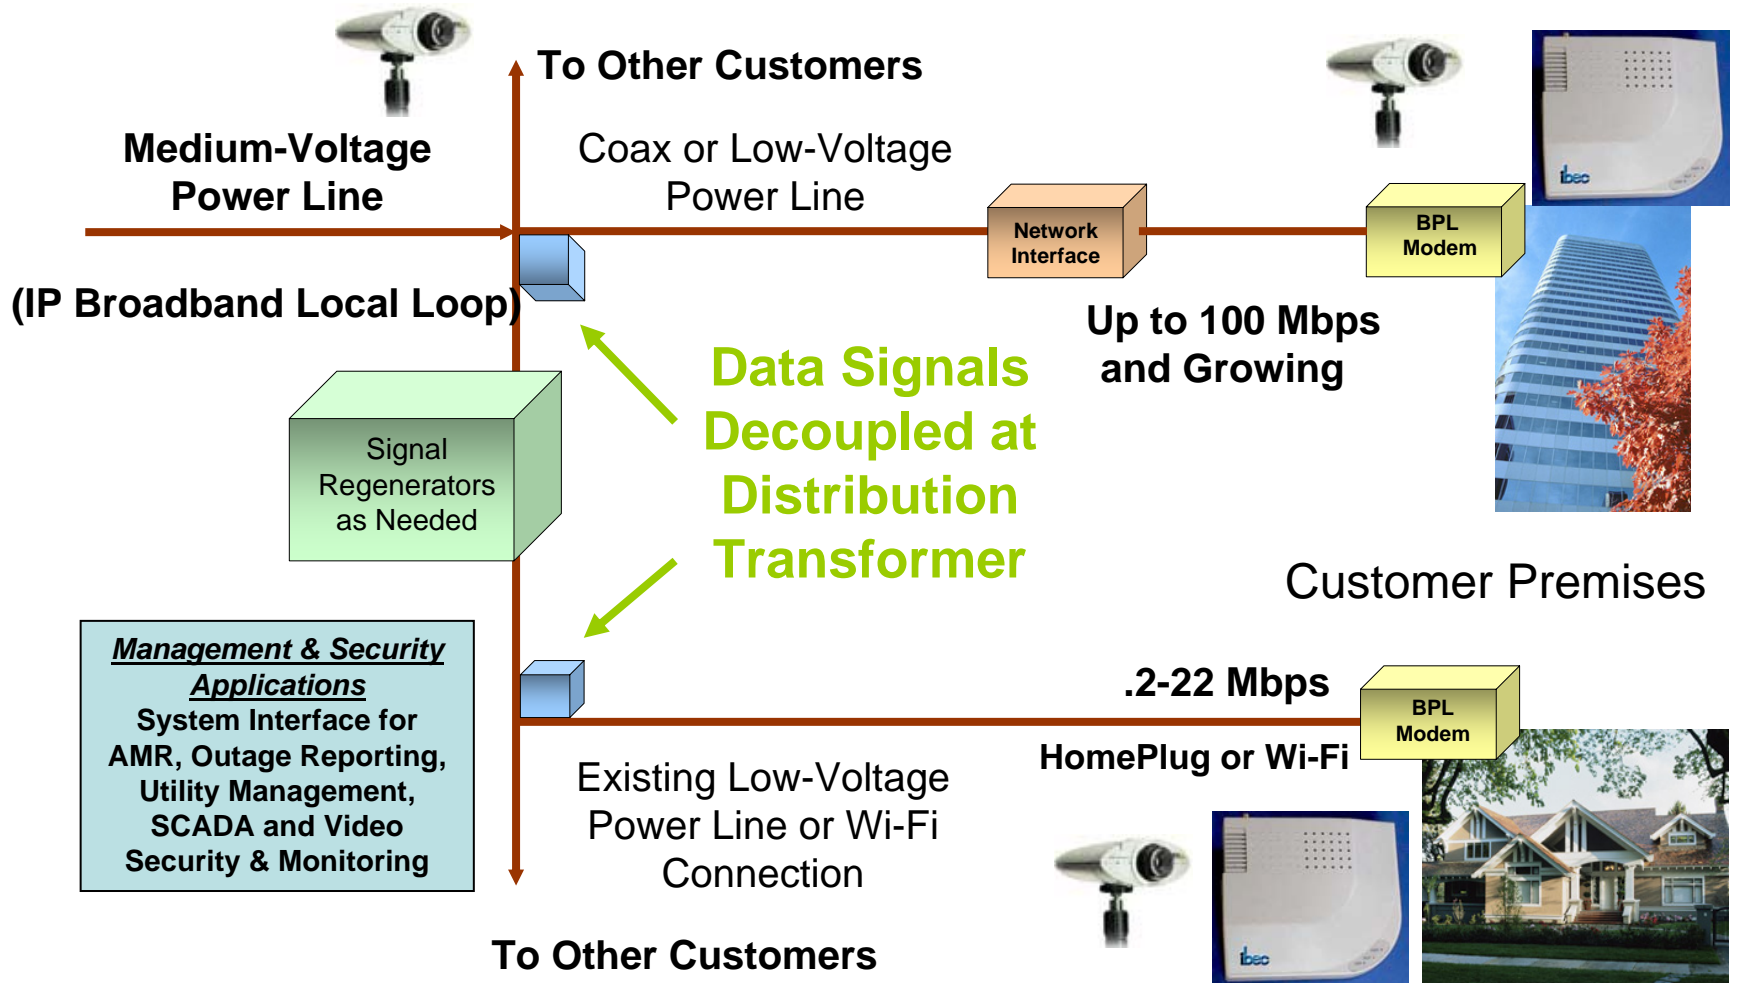 To Other Customers
Medium-Voltage
Power Line
Coax or Low-Voltage
Power Line
ibec
Network
Interface
BPL
Modem
(IP Broadband Local Loop)
Up to 100 Mbps
and Growing
Data Signals
Decoupled at
Distribution
Transformer
Signal
Regenerators
as Needed
Customer Premises
Management & Security
Applications
System Interface for
AMR, Outage Reporting,
Utility Management,
SCADA and Video
Security & Monitoring
.2-22 Mbps
BPL
Modem
HomePlug or Wi-Fi
Existing Low-Voltage
Power Line or Wi-Fi
Connection
ibec
To Other Customers